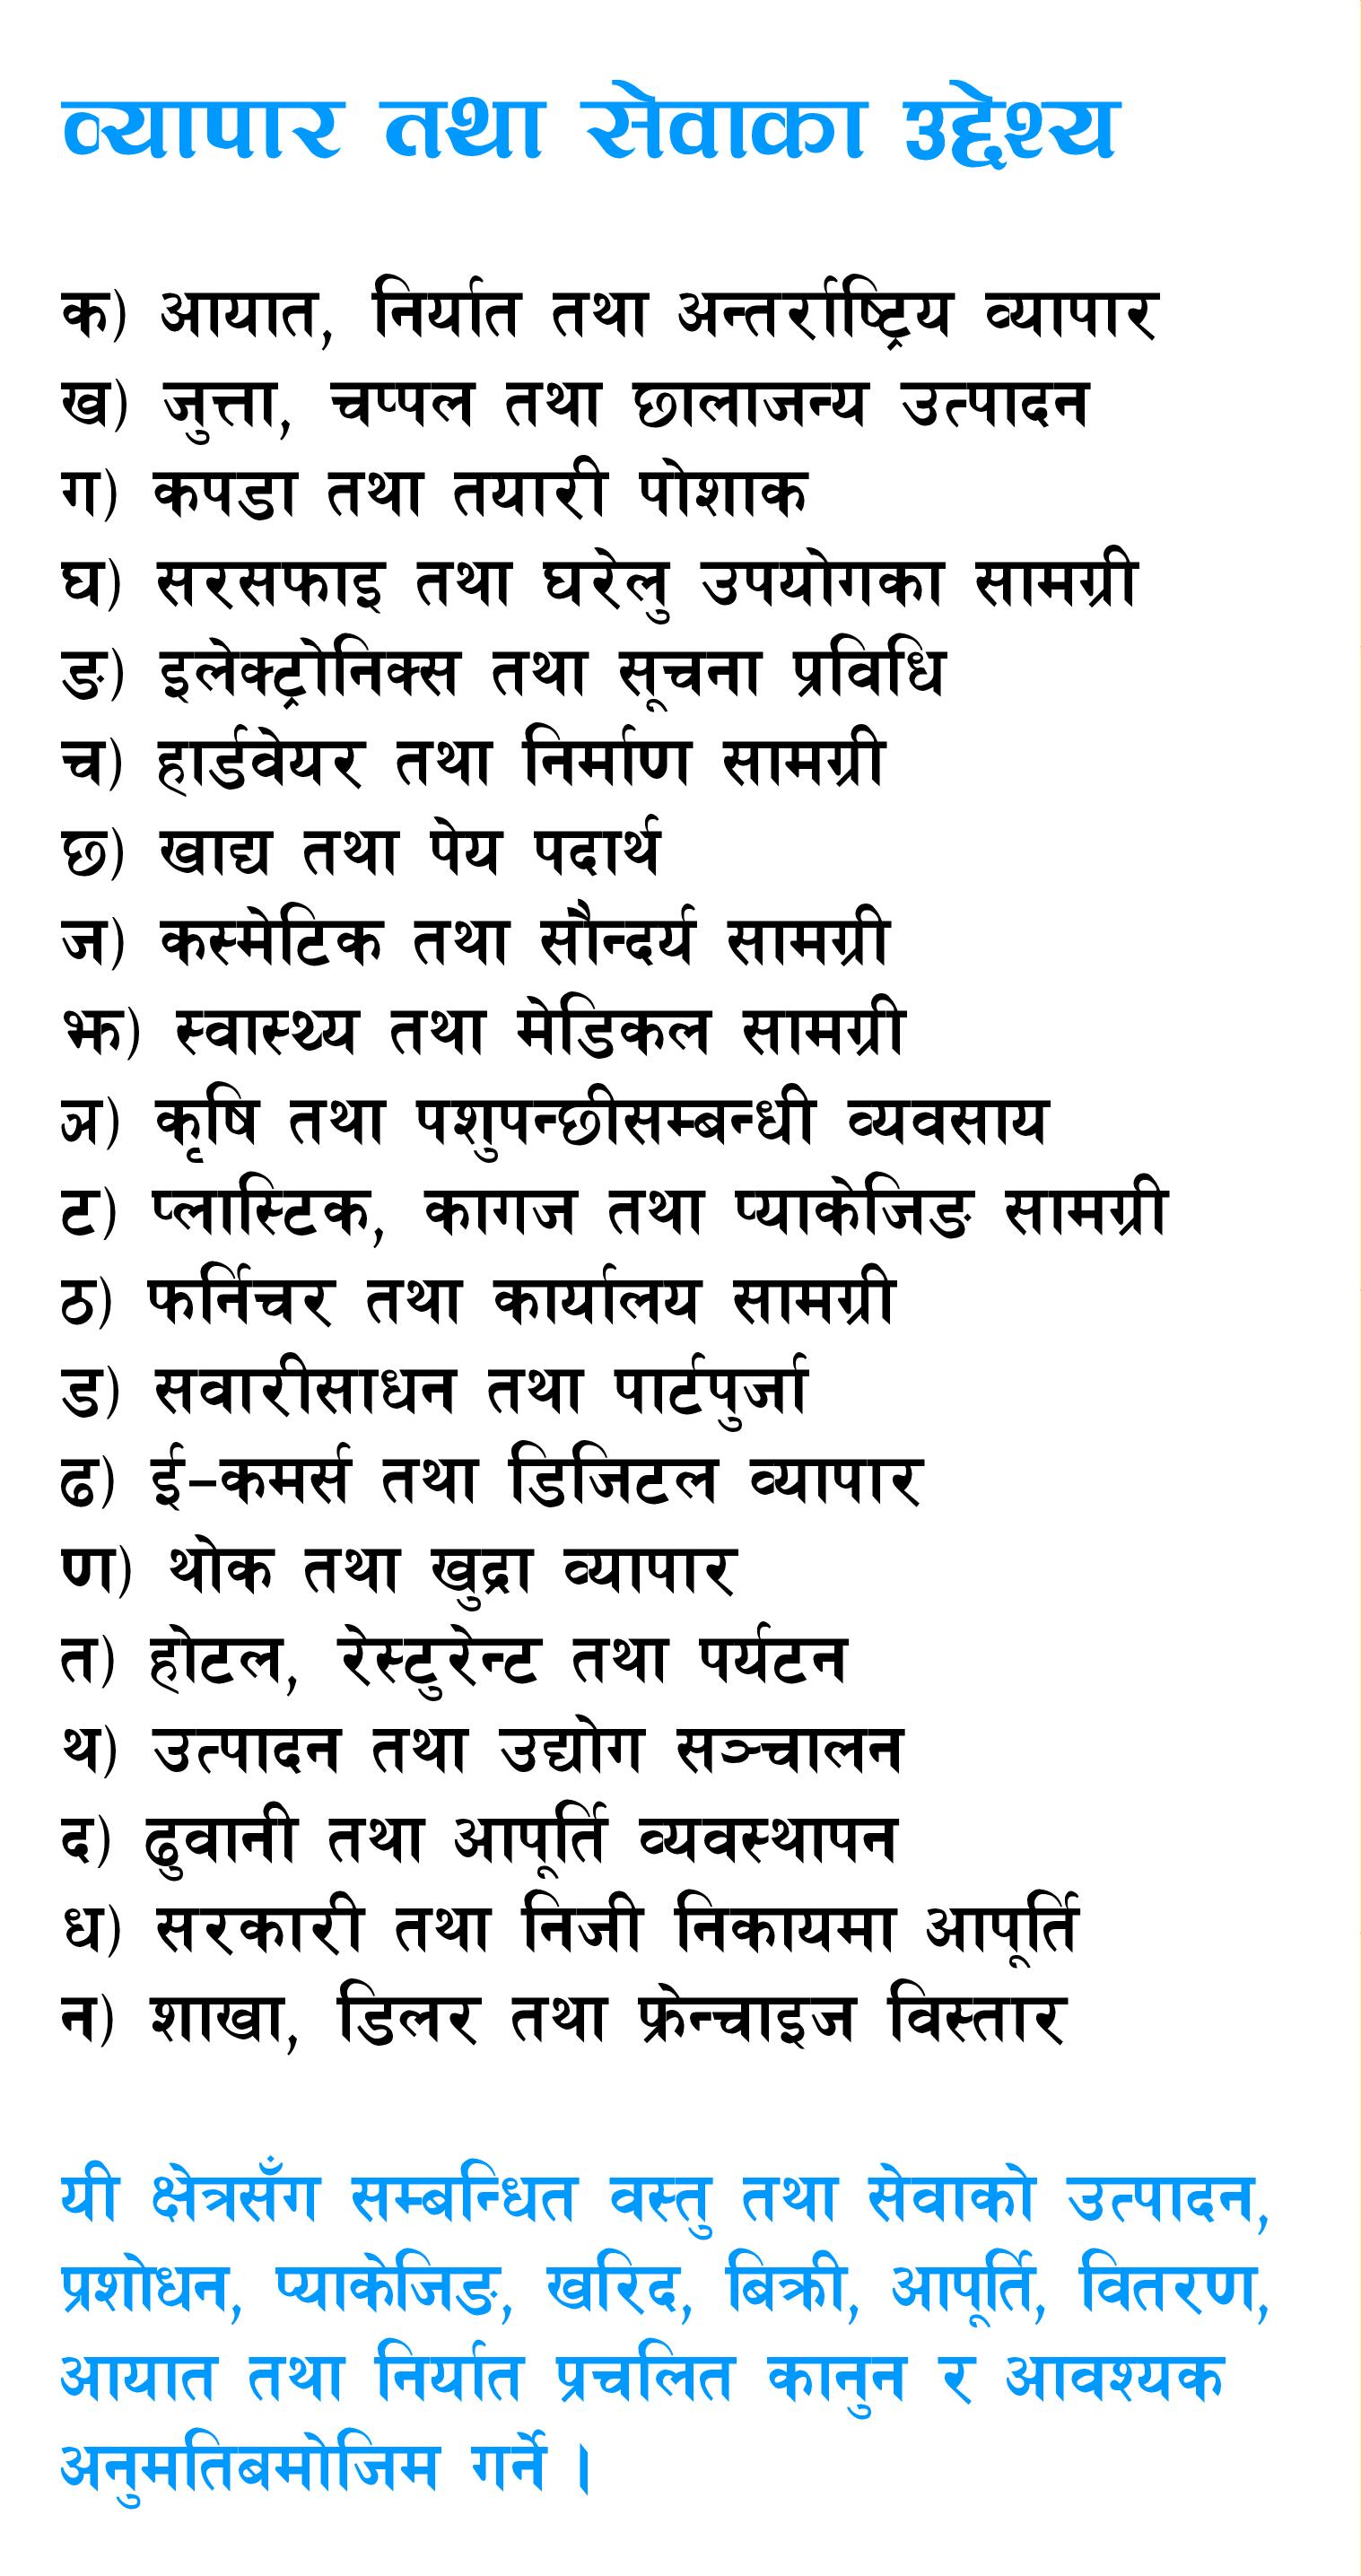 व्यापार तथा सेवाका उद्देश्य
क) आयात, निर्यात तथा अन्तर्राष्ट्रिय व्यापार
ख) जुत्ता, चप्पल तथा छालाजन्य उत्पादन
ग) कपडा तथा तयारी पोशाक
घ) सरसफाइ तथा घरेलु उपयोगका सामग्री
ङ) इलेक्ट्रोनिक्स तथा सूचना प्रविधि
च) हार्डवेयर तथा निर्माण सामग्री
छ) खाद्य तथा पेय पदार्थ
ज) कस्मेटिक तथा सौन्दर्य सामग्री
झ) स्वास्थ्य तथा मेडिकल सामग्री
ञ) कृषि तथा पशुपन्छीसम्बन्धी व्यवसाय
ट) प्लास्टिक, कागज तथा प्याकेजिङ सामग्री
ठ) फर्निचर तथा कार्यालय सामग्री
ड) सवारीसाधन तथा पार्टपुर्जा
ढ) ई–कमर्स तथा डिजिटल व्यापार
ण) थोक तथा खुद्रा व्यापार
त) होटल, रेस्टुरेन्ट तथा पर्यटन
थ) उत्पादन तथा उद्योग सञ्चालन
द) ढुवानी तथा आपूर्ति व्यवस्थापन
ध) सरकारी तथा निजी निकायमा आपूर्ति
न) शाखा, डिलर तथा फ्रेन्चाइज विस्तार
यी क्षेत्रसँग सम्बन्धित वस्तु तथा सेवाको उत्पादन,
प्रशोधन, प्याकेजिङ, खरिद, बिक्री, आपूर्ति, वितरण,
आयात तथा निर्यात प्रचलित कानुन र आवश्यक
अनुमतिबमोजिम गर्ने ।